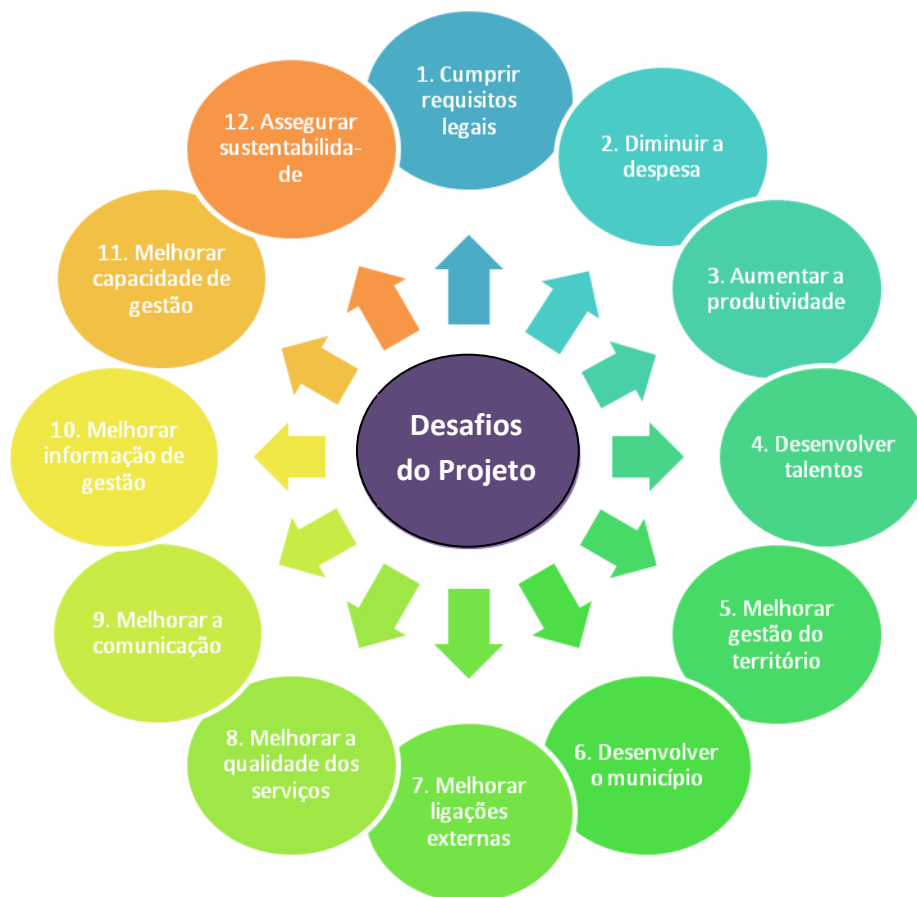 1. Cumprir
requisitos
legais
2. Diminuir a
despesa
3. Aumentar a
produtividade
4. Desenvolver
talentos
5. Melhorar
gestão do
território
6. Desenvolver
o município
7. Melhorar
ligações
externas
8. Melhorar a
qualidade dos
serviços
9. Melhorar a
comunicação
10. Melhorar
informação de
gestão
11. Melhorar
capacidade de
gestão
12. Assegurar
sustentabilida-
de
Desafios
do Projeto